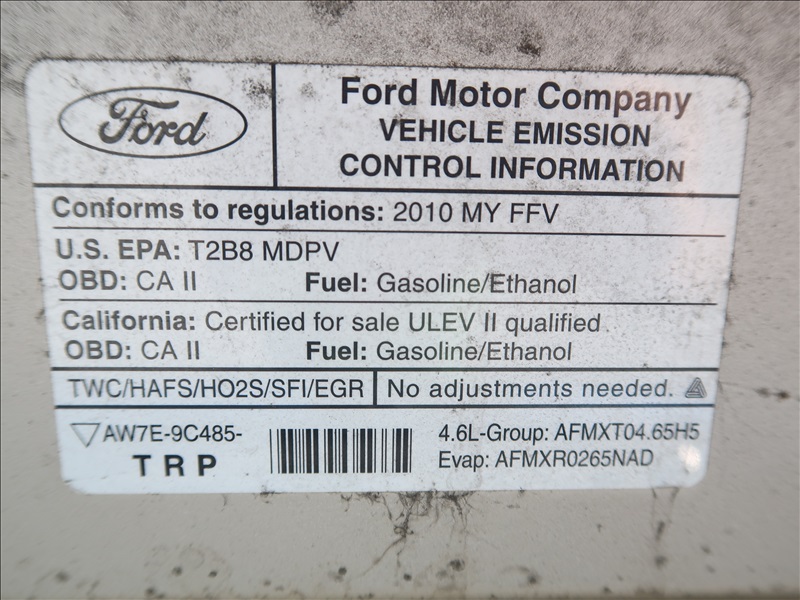 Ford
Ford Motor Company
VEHICLE EMISSION
CONTROL INFORMATION
Conforms to regulations: 2010 MY FFV
U.S. EPA: T2B8 MDPV
OBD: CA II Fuel: Gasoline/Ethanol
California: Certified for sale ULEV II qualified
OBD: CA II Fuel: Gasoline/Ethanol
TWC/HAFS/HO2S/SFI/EGR No adjustments needed.
AW7E-9C485-
TRP
4.6L-Group: AFMXT04.65H5
Evap: AFMXR0265NAD